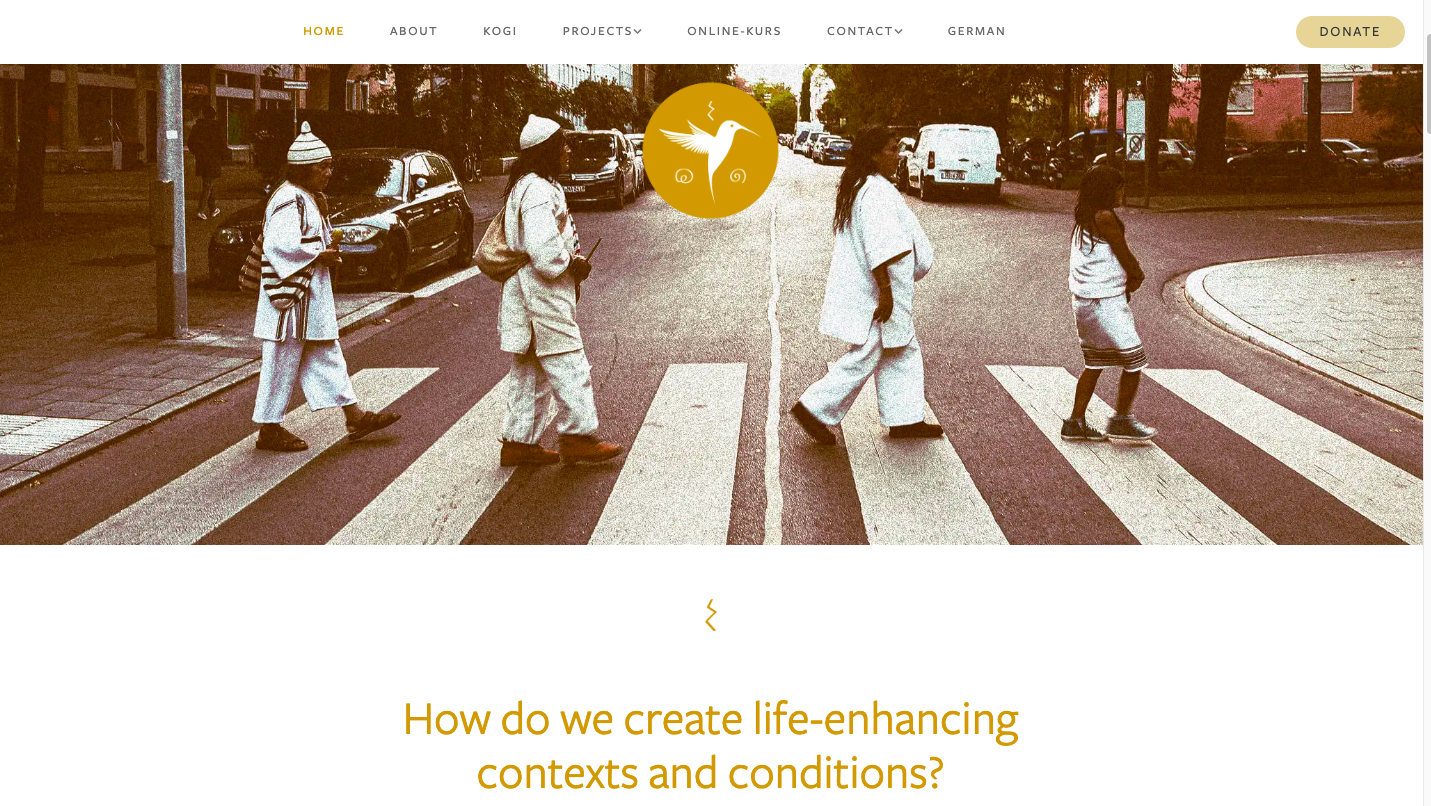 HOME ABOUT KOGI PROJECTS ONLINE-KURS CONTACT GERMAN DONATE
How do we create life-enhancing
contexts and conditions?